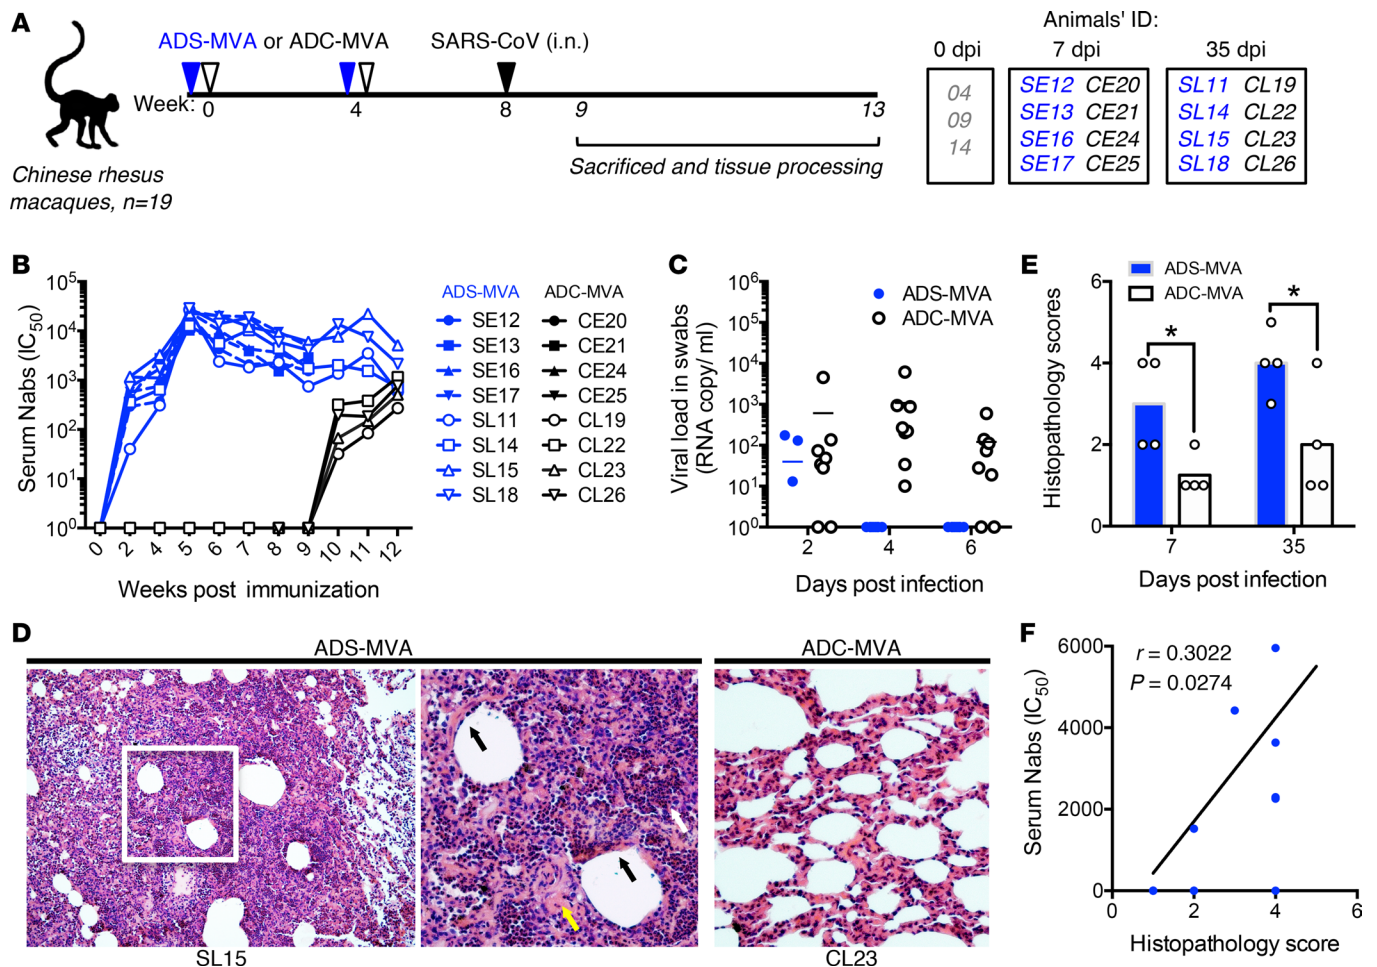 A
ADS-MVA or ADC-MVA
SARS-CoV (i.n.)
Week:
0
4
8
9
13
Sacrificed and tissue processing
Chinese rhesus
macaques, n=19
Animals' ID:
0 dpi
7 dpi
35 dpi
04
09
14
SE12 CE20
SE13 CE21
SE16 CE24
SE17 CE25
SL11 CL19
SL14 CL22
SL15 CL23
SL18 CL26
B
Serum Nabs (IC50)
10^5
10^4
10^3
10^2
10^1
10^0
0 2 4 5 6 7 8 9 10 11 12
Weeks post immunization
ADS-MVA ADC-MVA
SE12 CE20
SE13 CE21
SE16 CE24
SE17 CE25
SL11 CL19
SL14 CL22
SL15 CL23
SL18 CL26
C
Viral load in swabs
(RNA copy/ ml)
10^6
10^5
10^4
10^3
10^2
10^1
10^0
ADS-MVA
ADC-MVA
2 4 6
Days post infection
E
ADS-MVA
ADC-MVA
Histopathology scores
6
4
2
0
*
*
7 35
Days post infection
D
ADS-MVA
ADC-MVA
SL15
CL23
F
r = 0.3022
P = 0.0274
Serum Nabs (IC50)
6000
4000
2000
0
0 2 4 6
Histopathology score